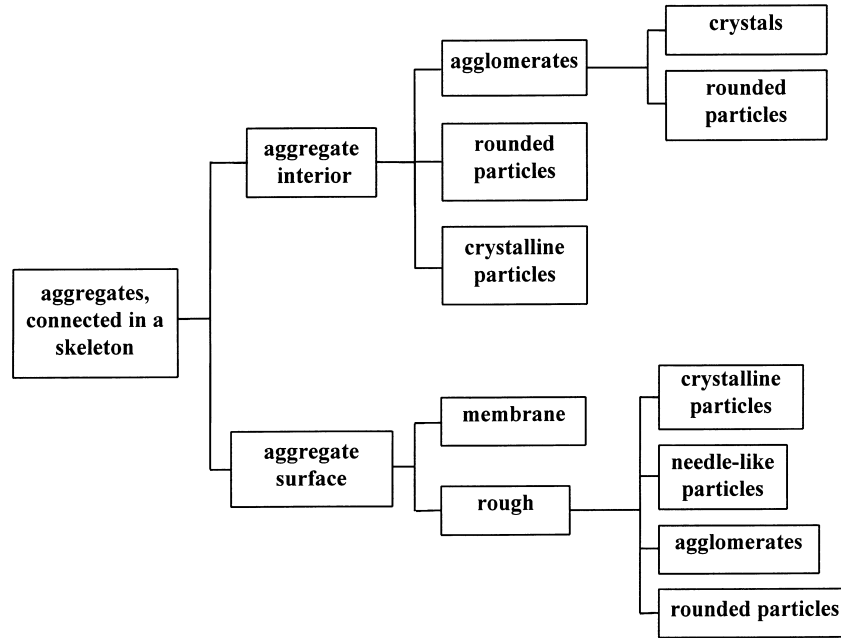 crystals
agglomerates
rounded
particles
aggregate
interior
rounded
particles
crystalline
particles
aggregates,
connected in a
skeleton
crystalline
particles
membrane
aggregate
surface
needle-like
particles
rough
agglomerates
rounded particles